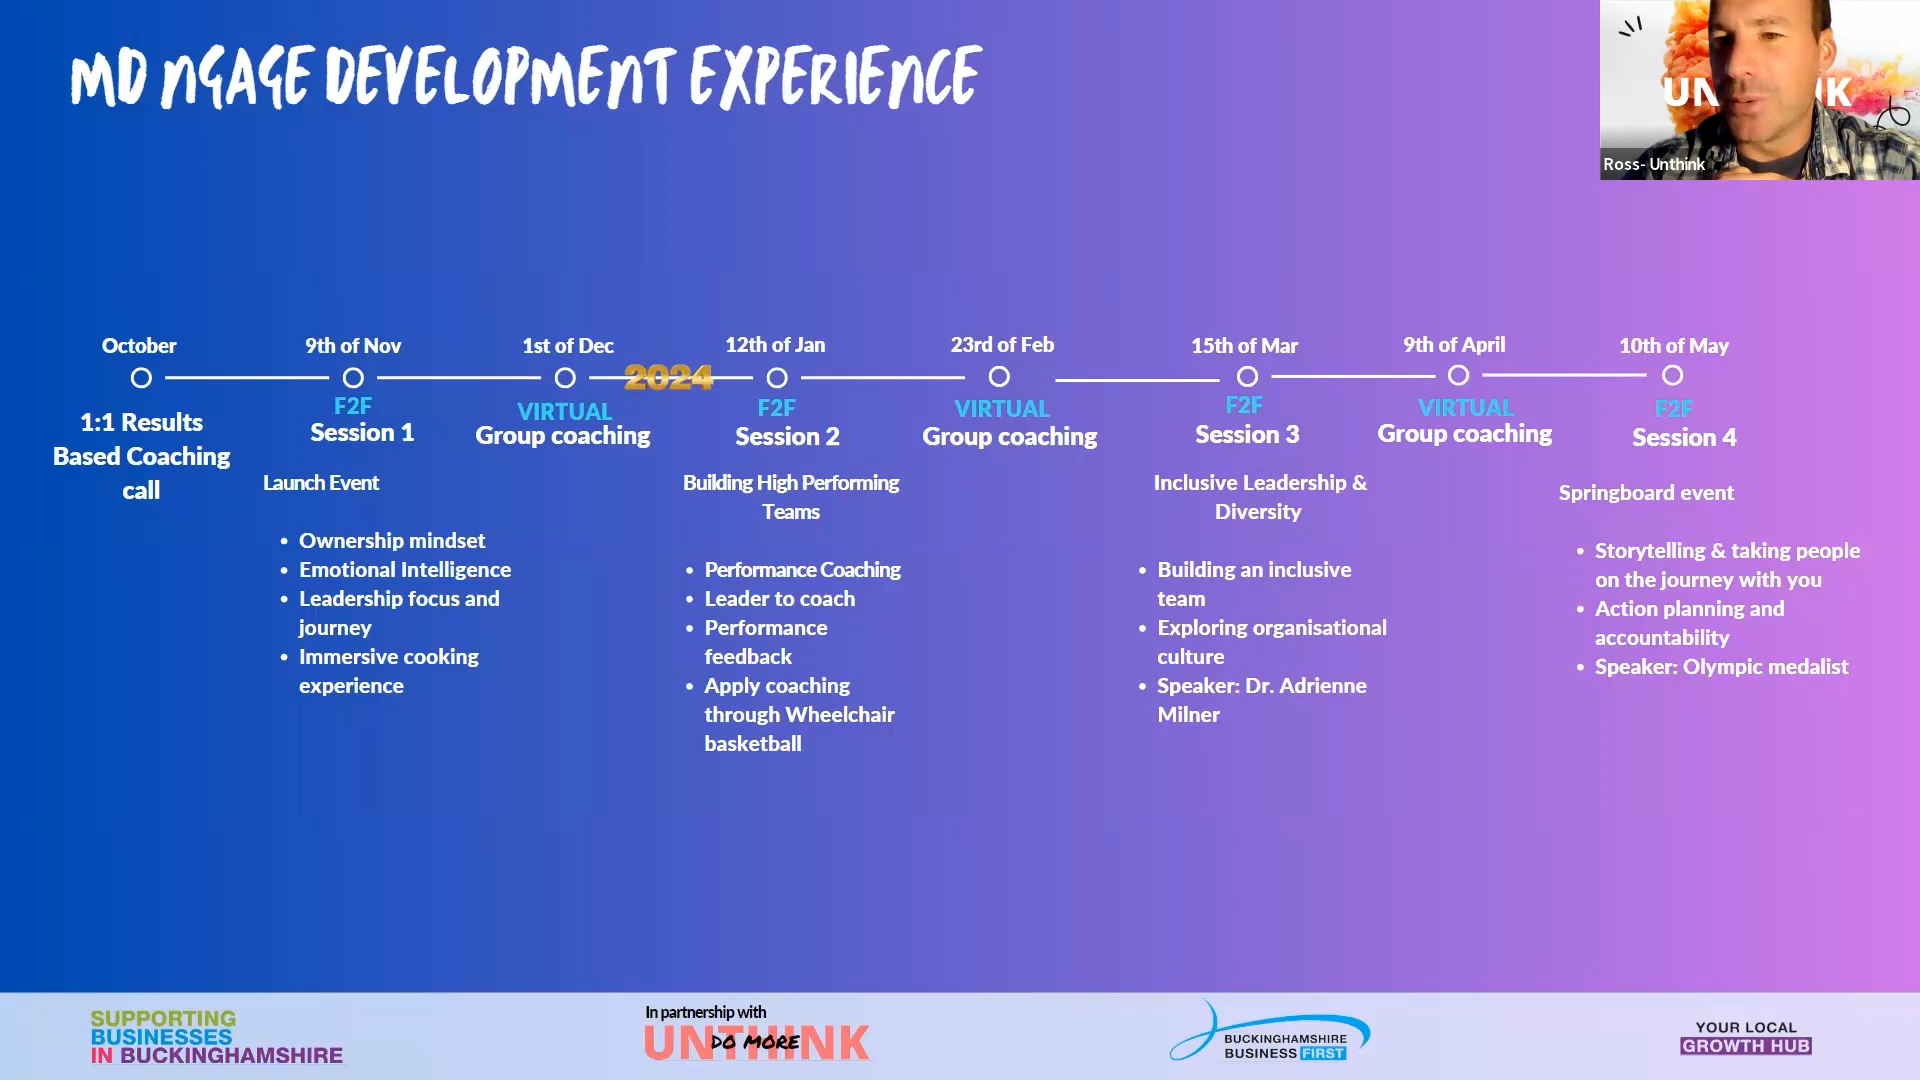 MD NGAGE DEVELOPMENT EXPERIENCE
UN NK
Ross- Unthink
October
1:1 Results
Based Coaching
call
9th of Nov
F2F
Session 1
Launch Event
• Ownership mindset
• Emotional Intelligence
• Leadership focus and
journey
• Immersive cooking
experience
1st of Dec
VIRTUAL
Group coaching
2024
12th of Jan
F2F
Session 2
Building High Performing
Teams
• Performance Coaching
• Leader to coach
• Performance
feedback
• Apply coaching
through Wheelchair
basketball
23rd of Feb
VIRTUAL
Group coaching
15th of Mar
F2F
Session 3
Inclusive Leadership &
Diversity
• Building an inclusive
team
• Exploring organisational
culture
• Speaker: Dr. Adrienne
Milner
9th of April
VIRTUAL
Group coaching
10th of May
F2F
Session 4
Springboard event
• Storytelling & taking people
on the journey with you
• Action planning and
accountability
• Speaker: Olympic medalist
SUPPORTING
BUSINESSES
IN BUCKINGHAMSHIRE
In partnership with
UNTHINK
DO MORE
BUCKINGHAMSHIRE
BUSINESS FIRST
YOUR LOCAL
GROWTH HUB